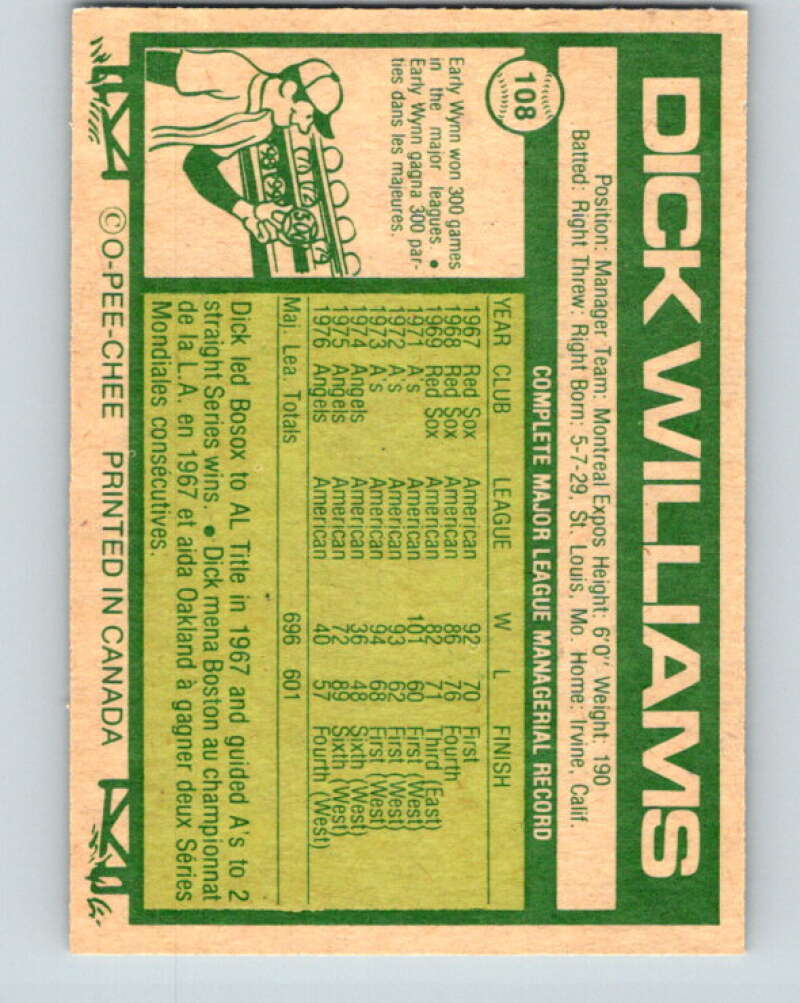 108
DICK WILLIAMS
Position: Manager Team: Montreal Expos Height: 6'0" Weight: 190
Batted: Right Threw: Right Born: 5-7-29, St. Louis, Mo. Home: Irvine, Calif.
COMPLETE MAJOR LEAGUE MANAGERIAL RECORD
YEAR CLUB LEAGUE W L FINISH
1967 Red Sox American 92 70 First
1968 Red Sox American 86 76 Fourth
1969 Red Sox American 82 71 Third (East)
1971 A's American 101 60 First (West)
1972 A's American 93 62 First (West)
1973 A's American 94 68 First (West)
1974 Angels American 36 48 Sixth (West)
1975 Angels American 72 89 Sixth (West)
1976 Angels American 40 57 Fourth (West)
Maj. Lea. Totals 696 601
Dick led Bosox to AL Title in 1967 and guided A's to 2
straight Series wins. • Dick mena Boston au championnat
de la L.A. en 1967 et aida Oakland à gagner deux Séries
Mondiales consécutives.
Early Wynn won 300 games
in the major leagues. •
Early Wynn gagna 300 par-
ties dans les majeures.
300
©O-PEE-CHEE PRINTED IN CANADA